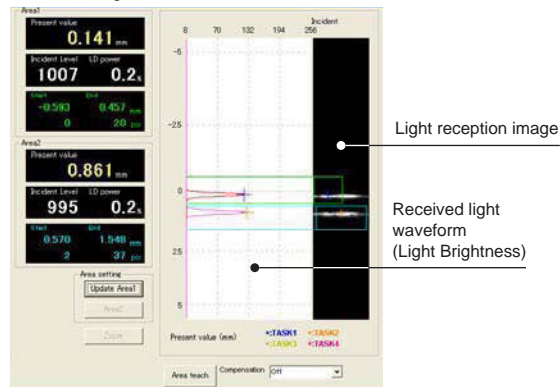 Area1
Present value
0.141 mm
Incident Level LD power
1007 0.2%
Start End
-0.593 0.457 mm
0 20 pix
Area2
Present value
0.861 mm
Incident Level LD power
995 0.2%
Start End
0.570 1.548 mm
2 37 pix
Area setting
Update Area1
Area2
Zoom
Incident
8 70 132 194 256
-5
-2.5
0
2.5
5
Present value (mm)
+:TASK1 +:TASK2
+:TASK3 +:TASK4
Area teach
Compensation Off
Light reception image
Received light
waveform
(Light Brightness)